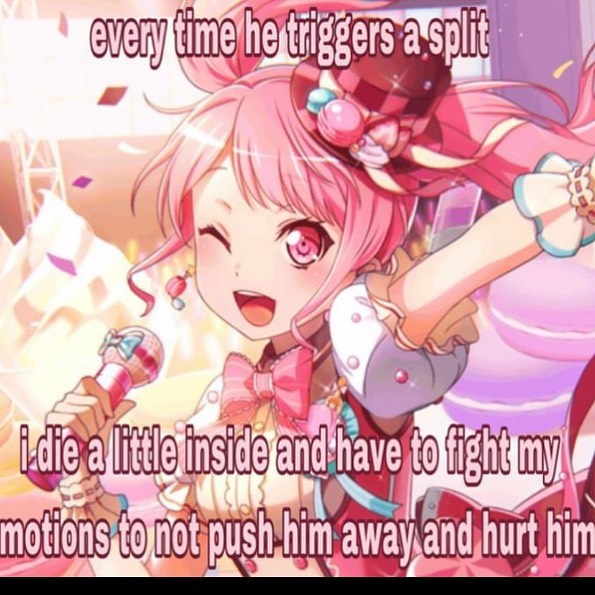 every time he triggers a split
i die a little inside and have to fight my
motions to not push him away and hurt him